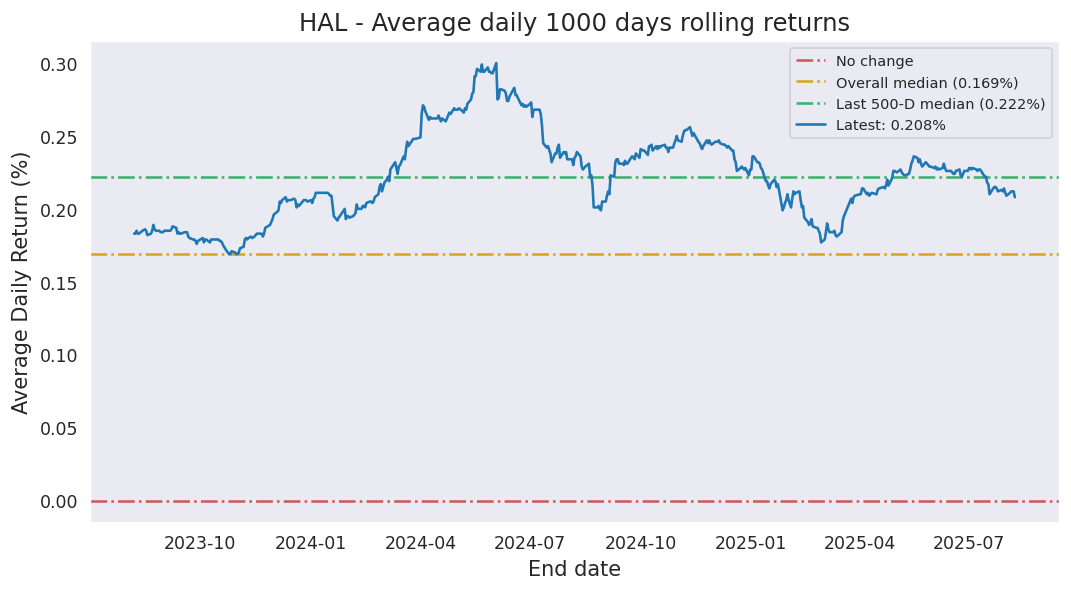 HAL - Average daily 1000 days rolling returns
No change
Overall median (0.169%)
Last 500-D median (0.222%)
Latest: 0.208%
Average Daily Return (%)
0.30
0.25
0.20
0.15
0.10
0.05
0.00
2023-10 2024-01 2024-04 2024-07 2024-10 2025-01 2025-04 2025-07
End date